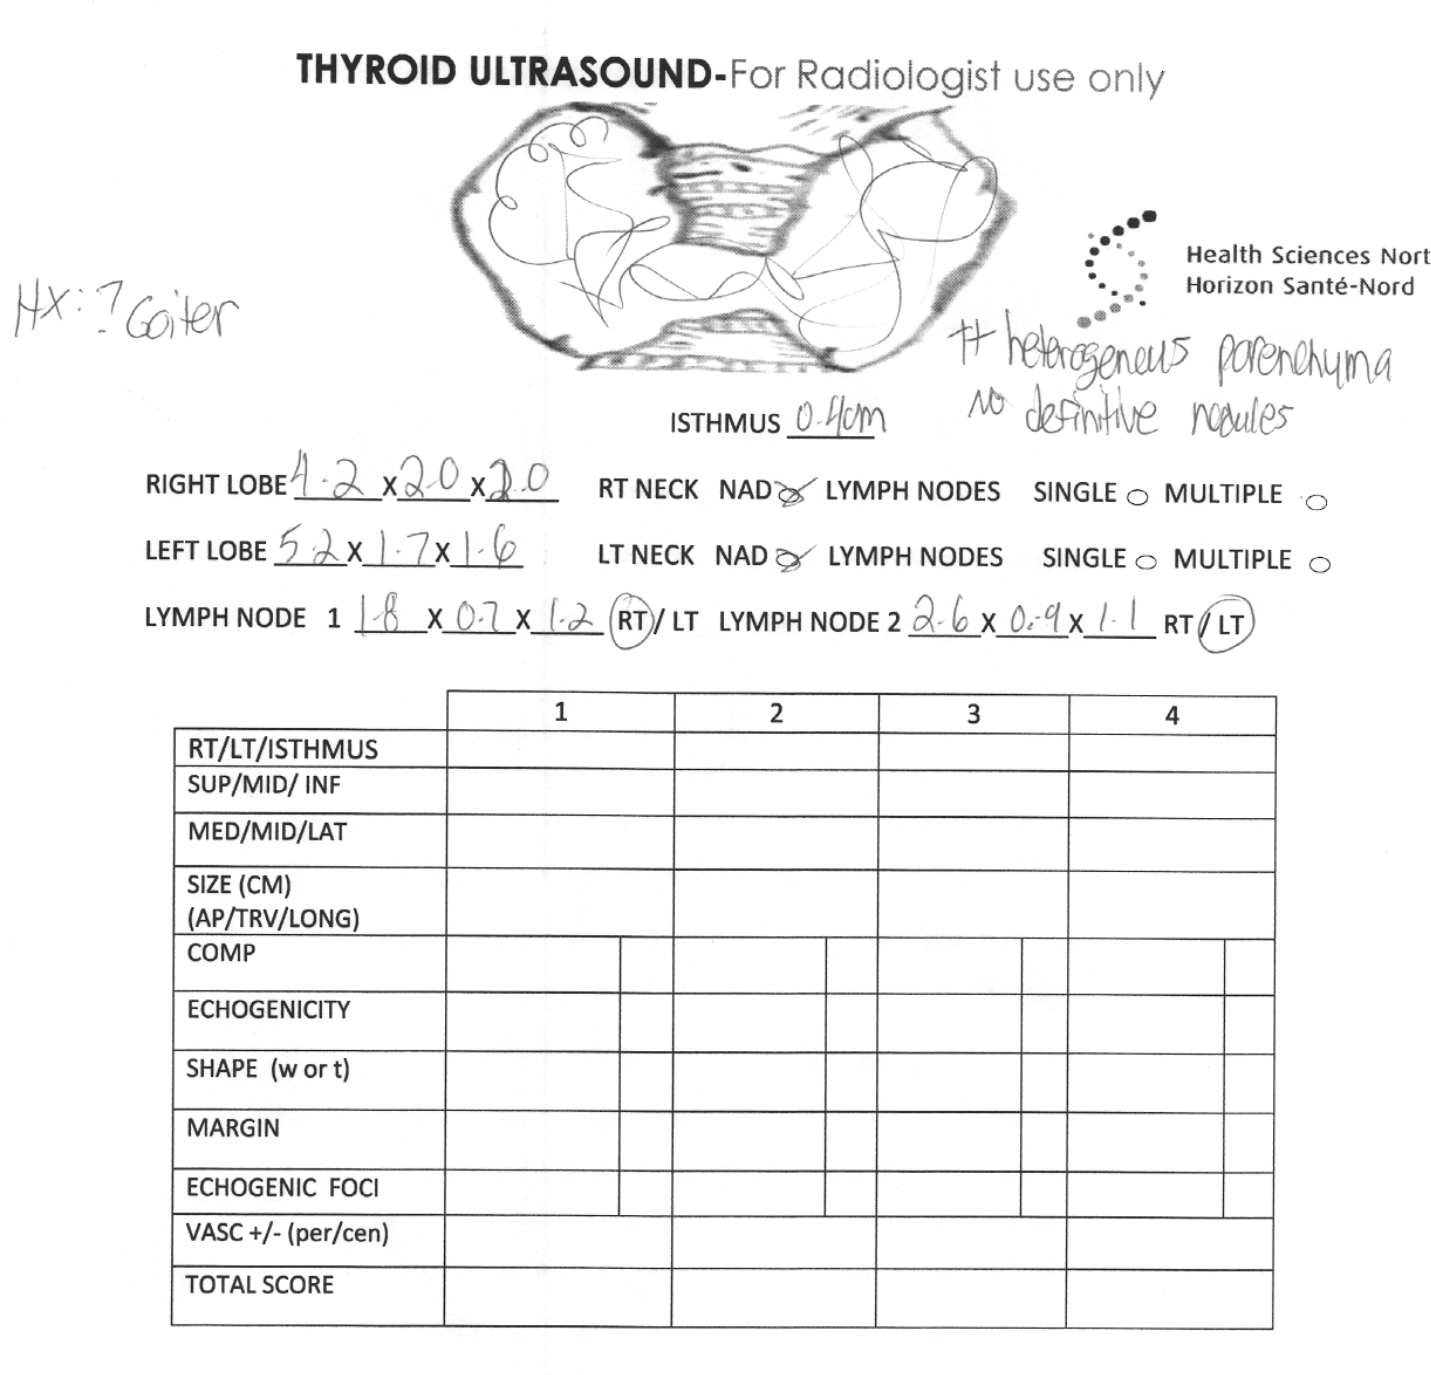 THYROID ULTRASOUND-For Radiologist use only
Health Sciences Nort
Horizon Santé-Nord
Hx: ? Goiter
# heterogeneus parenchyma
No definitive nodules
ISTHMUS 0.4cm
RIGHT LOBE 4.2 X 2.0 X 2.0 RT NECK NAD LYMPH NODES SINGLE MULTIPLE
LEFT LOBE 5.2 X 1.7 X 1.6 LT NECK NAD LYMPH NODES SINGLE MULTIPLE
LYMPH NODE 1 1.8 X 0.7 X 1.2 RT / LT LYMPH NODE 2 2.6 X 0.9 X 1.1 RT / LT
1 2 3 4
RT/LT/ISTHMUS
SUP/MID/ INF
MED/MID/LAT
SIZE (CM)
(AP/TRV/LONG)
COMP
ECHOGENICITY
SHAPE (w or t)
MARGIN
ECHOGENIC FOCI
VASC +/- (per/cen)
TOTAL SCORE